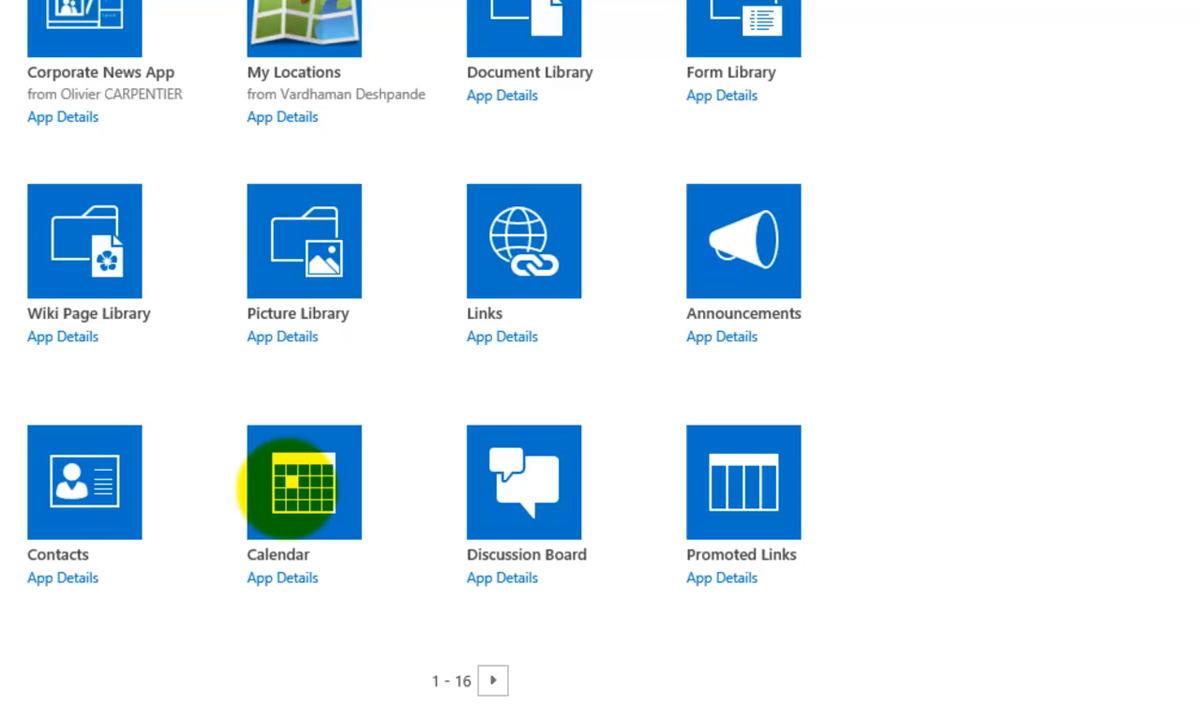 Corporate News App
from Olivier CARPENTIER
App Details
My Locations
from Vardhaman Deshpande
App Details
Document Library
App Details
Form Library
App Details
Wiki Page Library
App Details
Picture Library
App Details
Links
App Details
Announcements
App Details
Contacts
App Details
Calendar
App Details
Discussion Board
App Details
Promoted Links
App Details
1 - 16